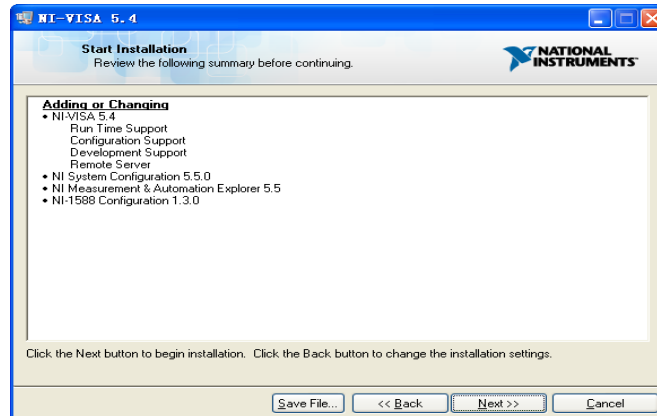 NI-VISA 5.4
Start Installation
Review the following summary before continuing.
NATIONAL
INSTRUMENTS
Adding or Changing
• NI-VISA 5.4
Run Time Support
Configuration Support
Development Support
Remote Server
• NI System Configuration 5.5.0
• NI Measurement & Automation Explorer 5.5
• NI-1588 Configuration 1.3.0
Click the Next button to begin installation. Click the Back button to change the installation settings.
Save File... << Back Next >> Cancel